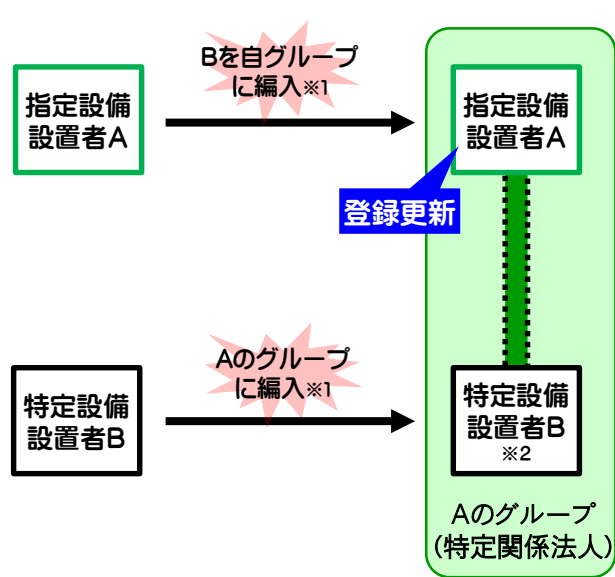 Bを自グループ
に編入※1
指定設備
設置者A
指定設備
設置者A
登録更新
Aのグループ
に編入※1
特定設備
設置者B
特定設備
設置者B
※2
Aのグループ
(特定関係法人)